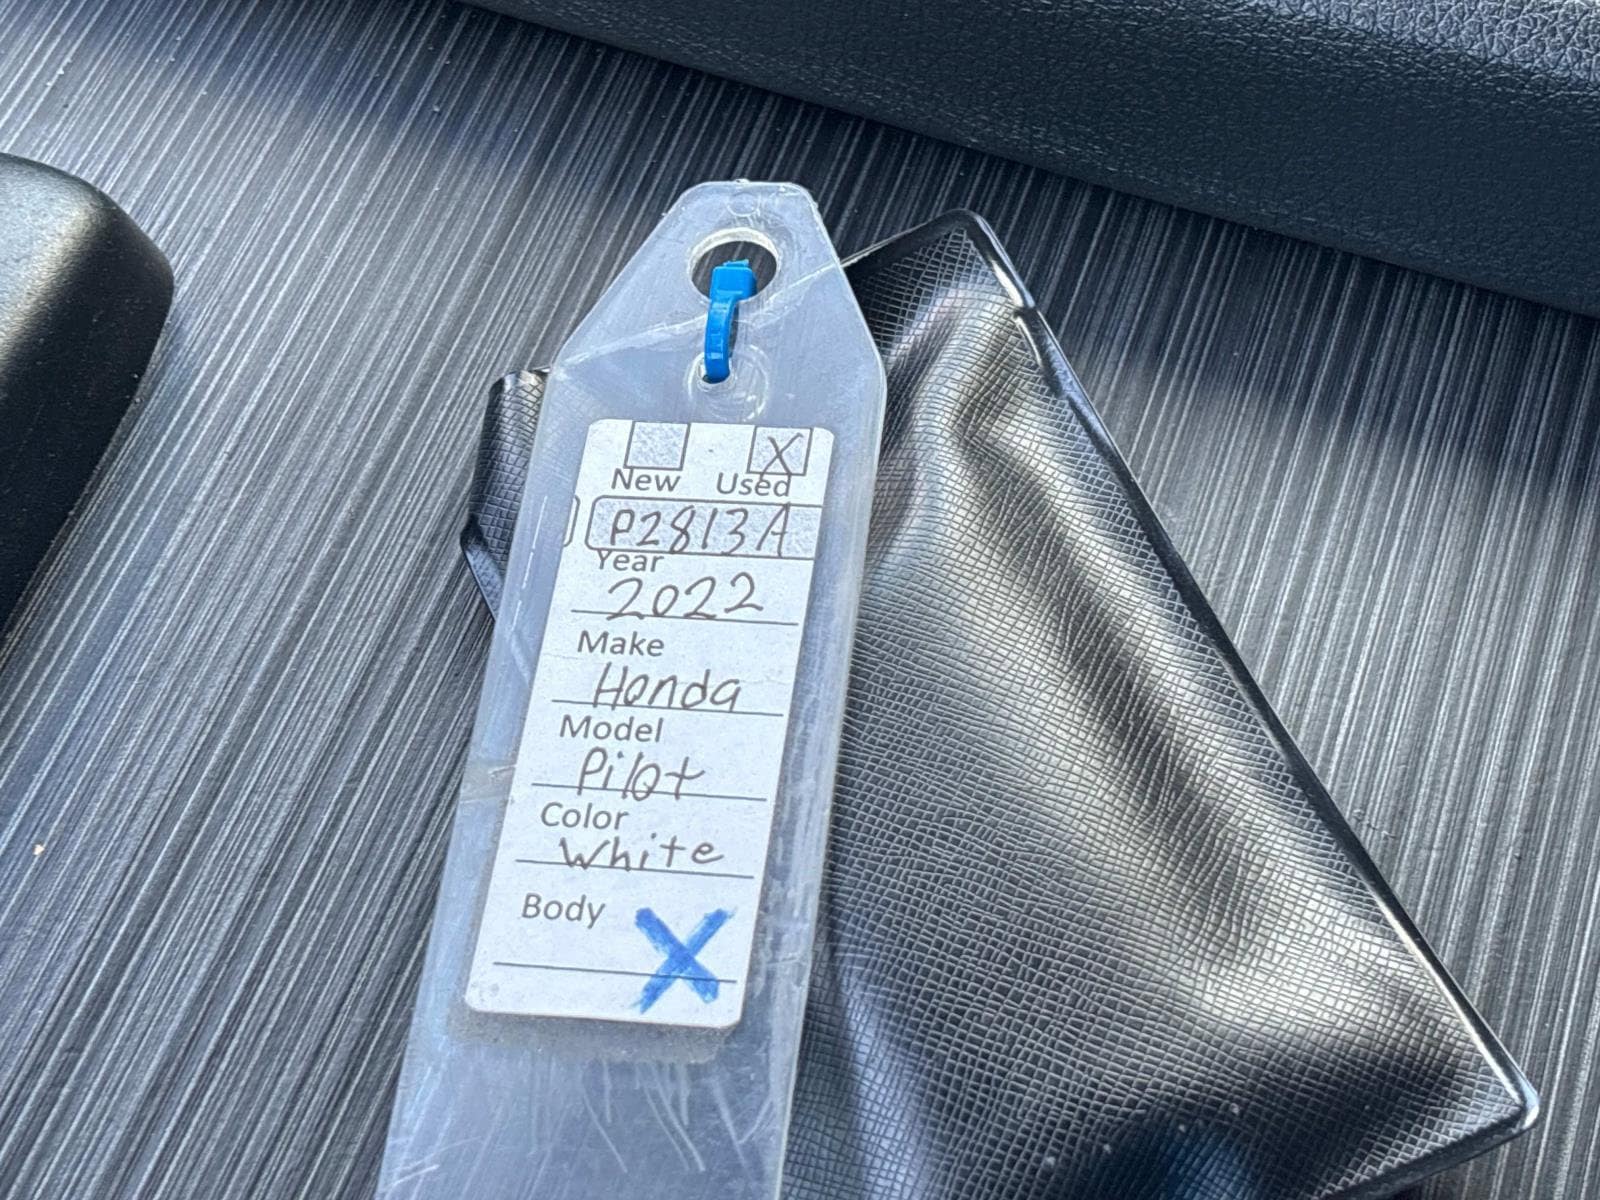 X
New Used
P2813A
Year
2022
Make
Honda
Model
Pilot
Color
White
Body
X